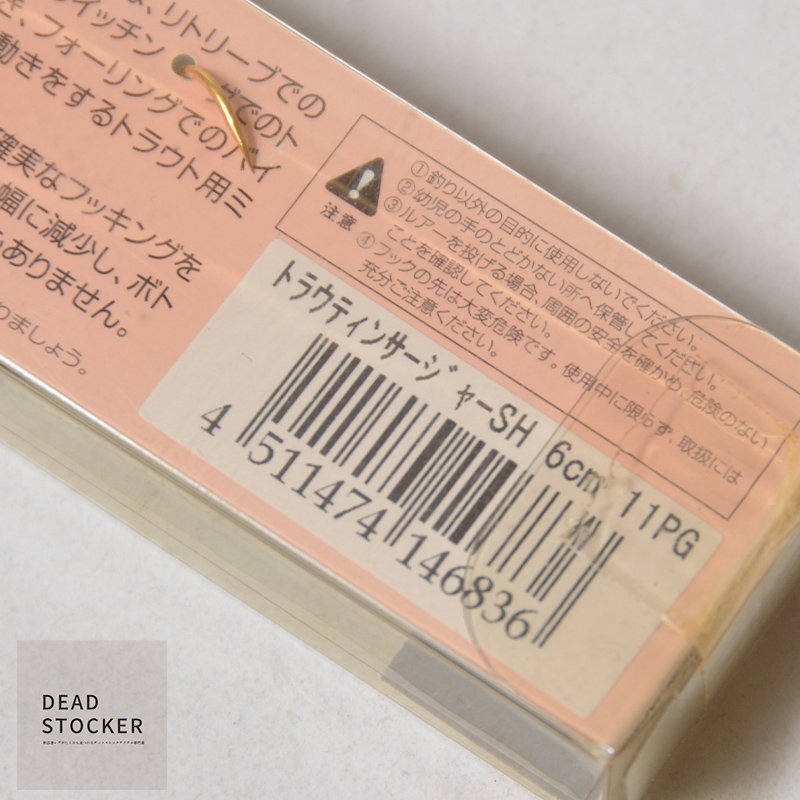 リトリーブでの
イッチン グでのト
、フォーリングでのバイ
動きをするトラウト用ミ
確実なフッキングを
幅に減少し、ボト
ありません。
りましょう。
注意
①釣り以外の目的に使用しないでください。
②幼児の手のとどかない所へ保管してください。
③ルアーを投げる場合、周囲の安全を確かめ、危険のない
ことを確認してください。
④フックの先は大変危険です。使用中に限らず、取扱には
充分ご注意ください。
トラウティンサージャーSH 6cm 11PG
4 511474 146836
DEAD
STOCKER